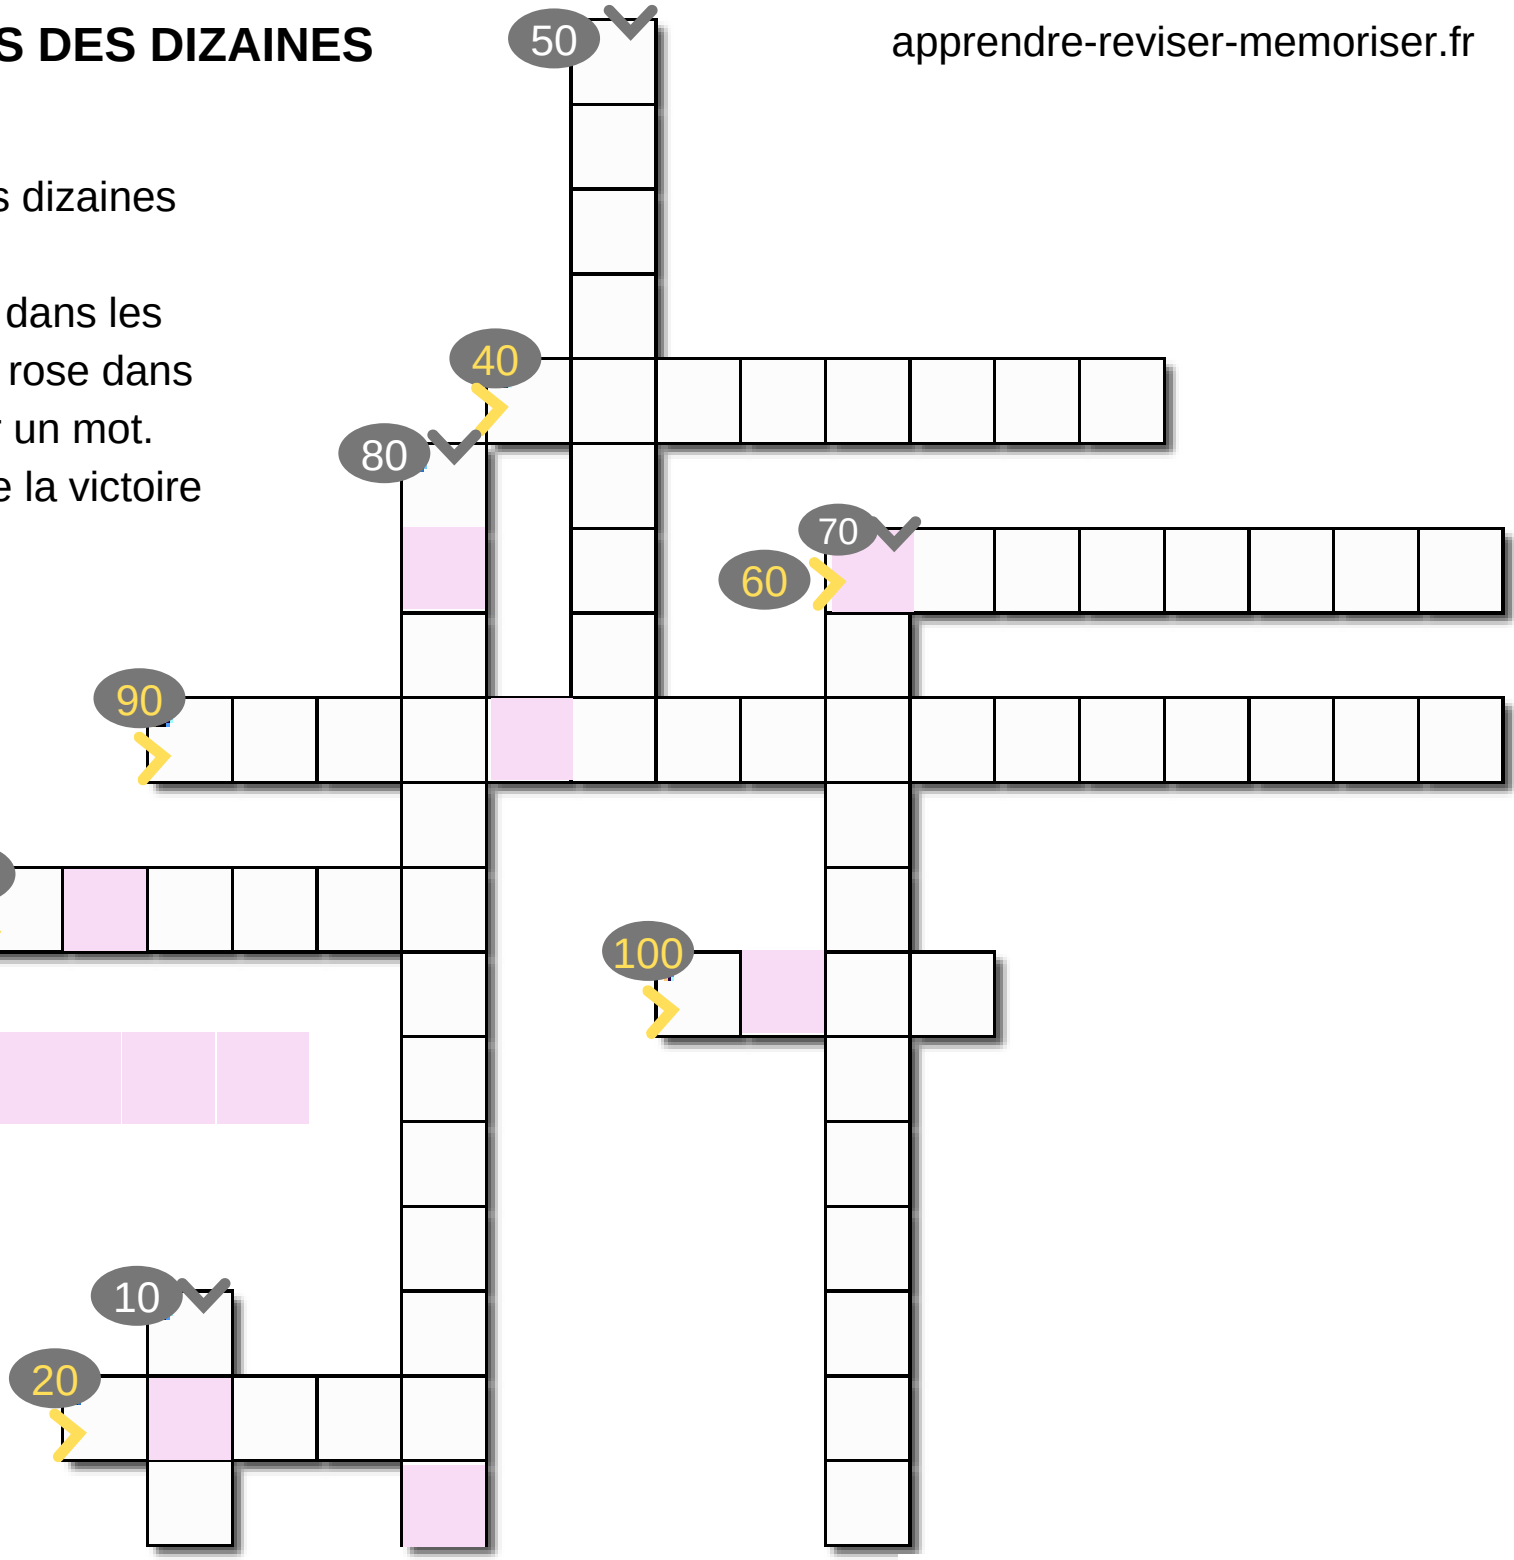 S DES DIZAINES
apprendre-reviser-memoriser.fr
50
s dizaines
dans les
40
rose dans
un mot.
80
e la victoire
70
60
90
100
10
20